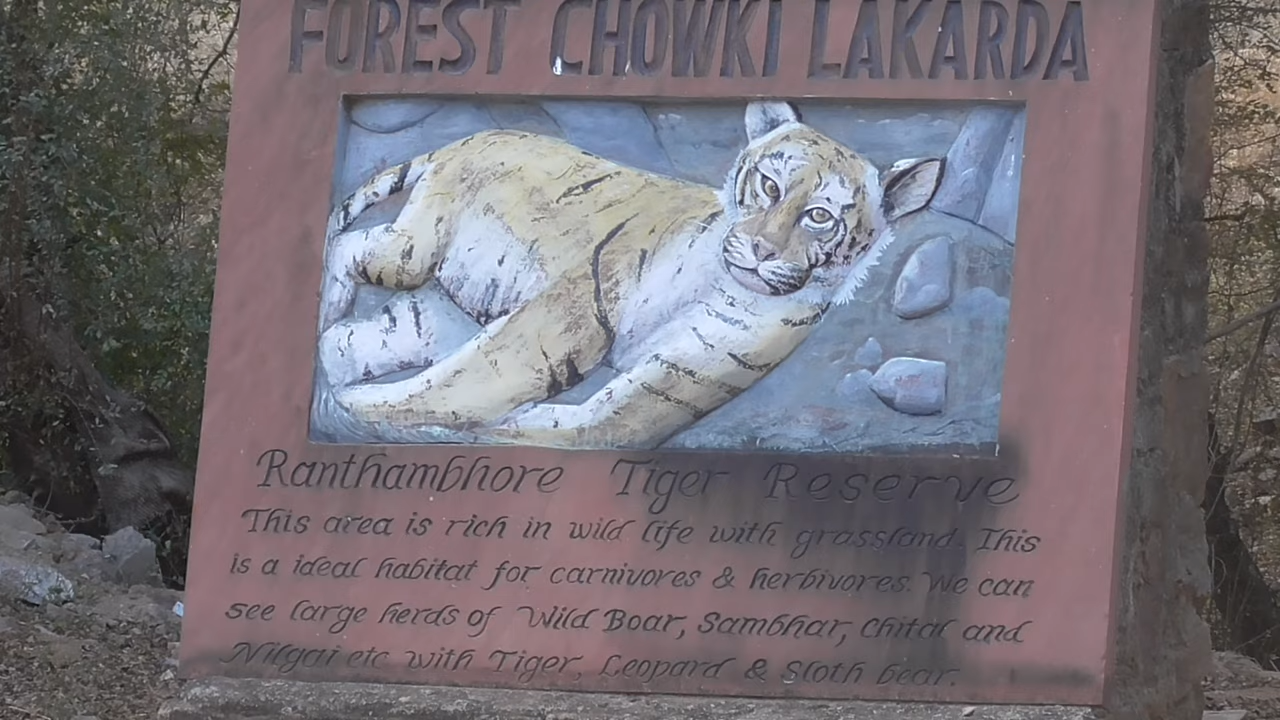 FOREST CHOWKI LAKARDA
Ranthambhore Tiger Reserve
This area is rich in wild life with grassland. This
is a ideal habitat for carnivores & herbivores. We can
see large herds of Wild Boar, Sambhar, Chital and
Nilgai etc with Tiger, Leopard & Sloth bear.